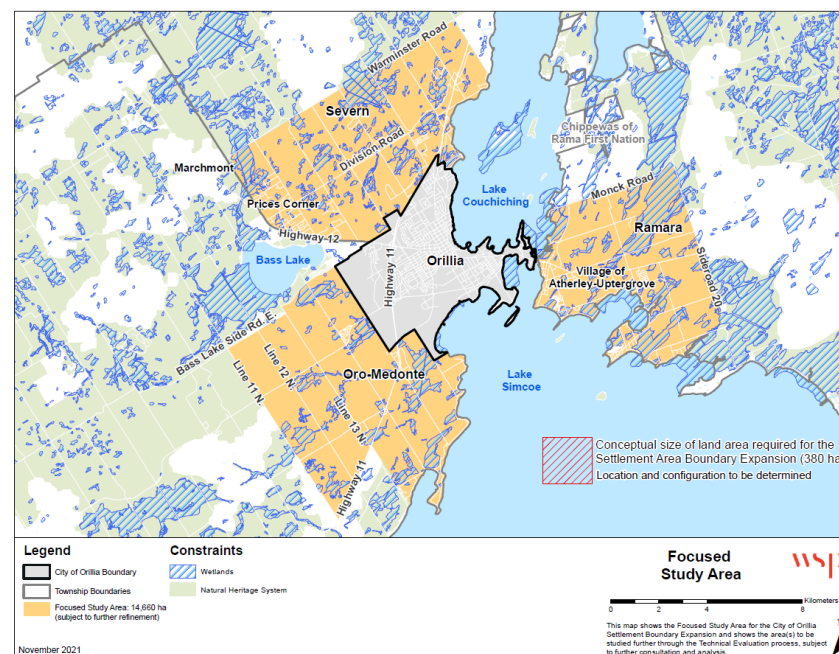 Warminster Road
Severn
Division Road
Chippewas of
Rama First Nation
Marchmont
Lake
Couchiching
Monck Road
Prices Corner
Highway 12
Ramara
Bass Lake
Highway 11
Orillia
Sideroad 20
Village of
Atherley-Uptergrove
Bass Lake Side Rd. E.
Line 12 N.
Line 11 N.
Oro-Medonte
Lake
Simcoe
Line 13 N.
Highway 11
Conceptual size of land area required for the
Settlement Area Boundary Expansion (380 ha
Location and configuration to be determined
Legend
City of Orillia Boundary
Township Boundaries
Focused Study Area: 14,660 ha
(subject to further refinement)
Constraints
Wetlands
Natural Heritage System
November 2021
Focused
Study Area
WSP
Kilometers
0 2 4 8
This map shows the Focused Study Area for the City of Orillia
Settlement Boundary Expansion and shows the area(s) to be
studied further through the Technical Evaluation process, subject
to further consultation and analysis.